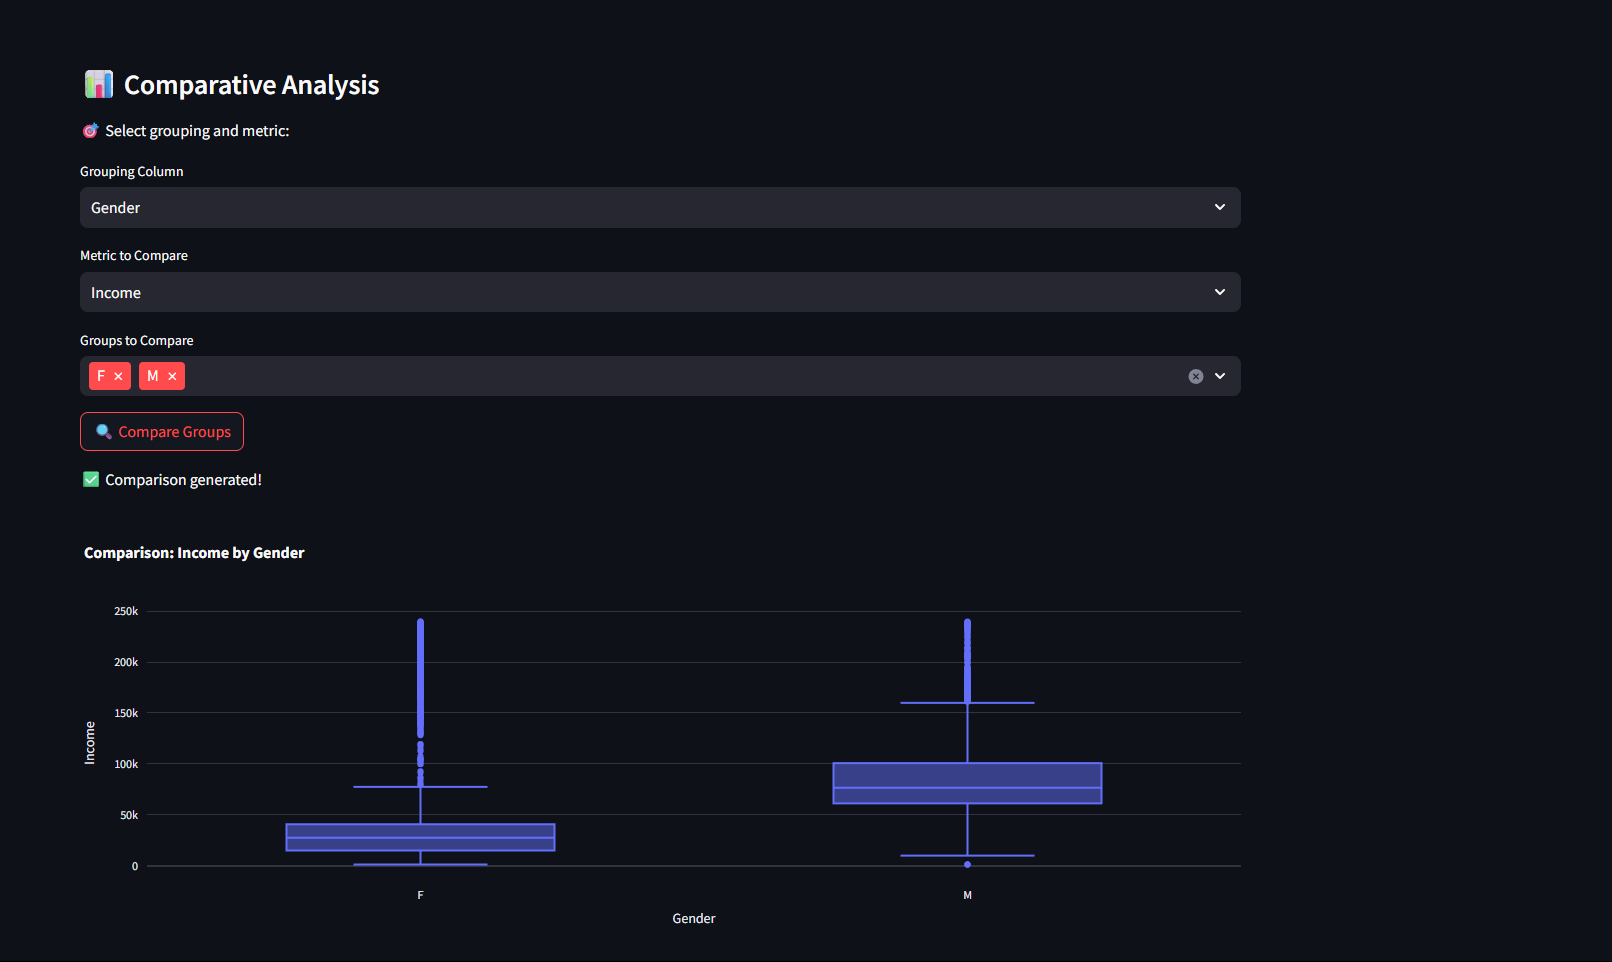 Comparative Analysis
Select grouping and metric:
Grouping Column
Gender
Metric to Compare
Income
Groups to Compare
F × M ×
Compare Groups
Comparison generated!
Comparison: Income by Gender
250k
200k
150k
100k
50k
0
Income
F M
Gender